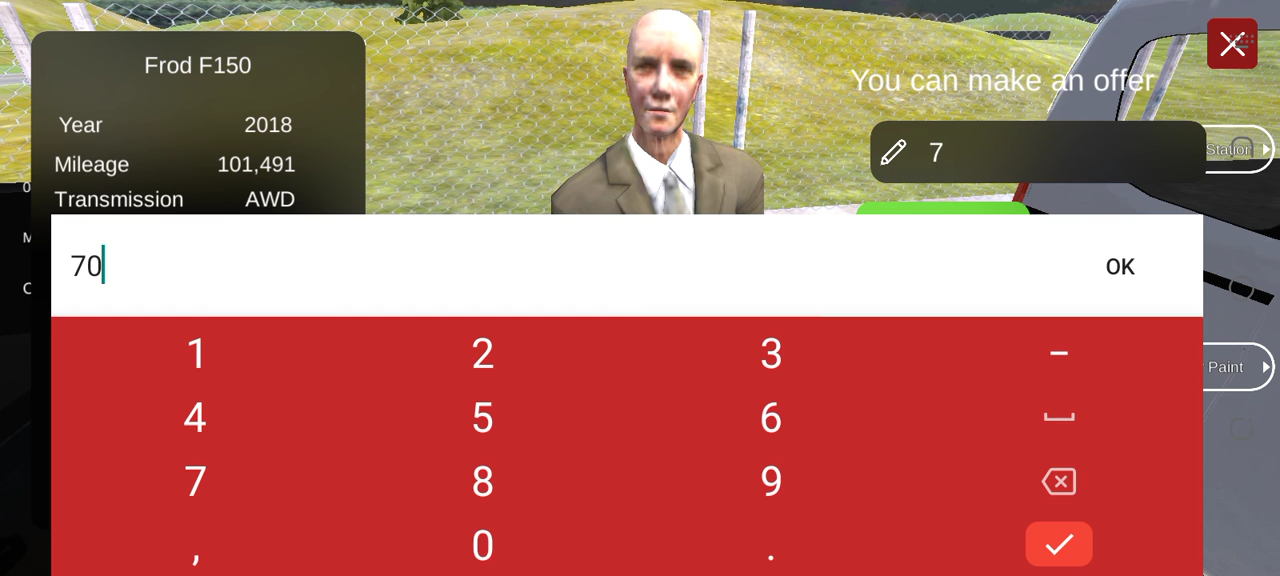 Frod F150
Year 2018
Mileage 101,491
Transmission AWD
You can make an offer
7
Station
70
OK
1 2 3 -
4 5 6
7 8 9
, 0 .
Paint